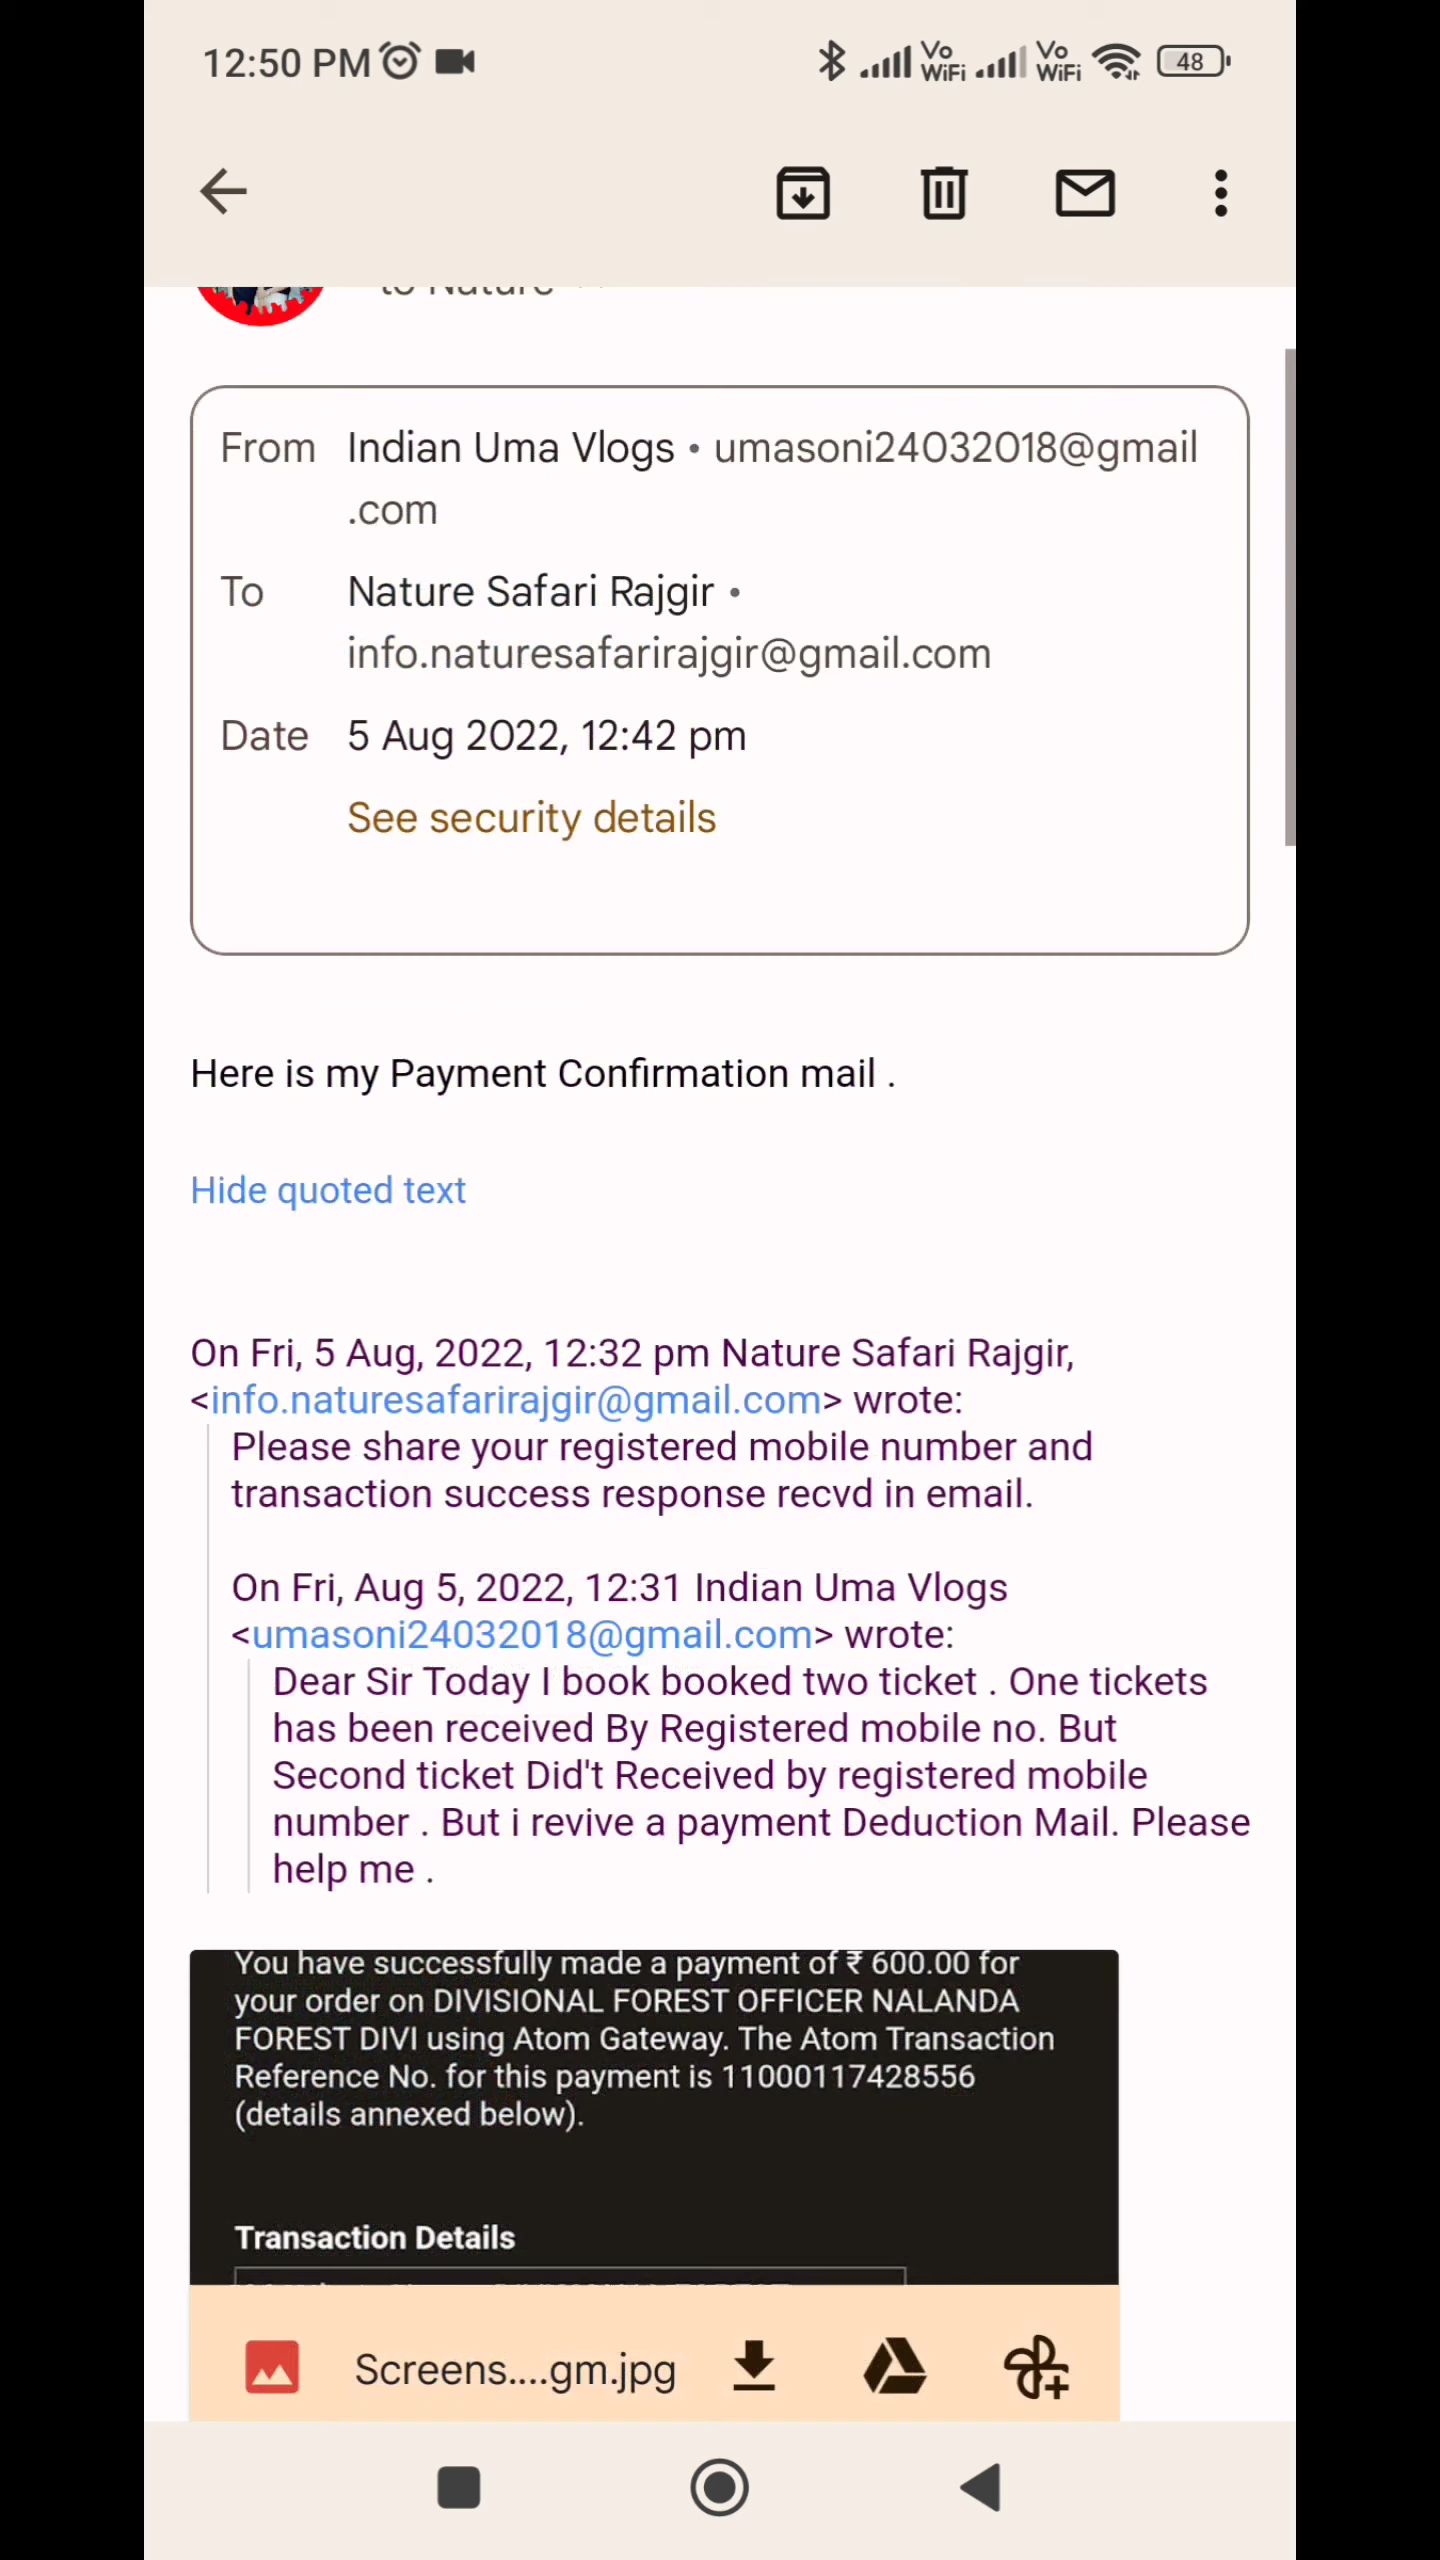 12:50 PM
Vo WiFi Vo WiFi 48
to Nature
From Indian Uma Vlogs • umasoni24032018@gmail
.com
To Nature Safari Rajgir •
info.naturesafarirajgir@gmail.com
Date 5 Aug 2022, 12:42 pm
See security details
Here is my Payment Confirmation mail .
Hide quoted text
On Fri, 5 Aug, 2022, 12:32 pm Nature Safari Rajgir,
<info.naturesafarirajgir@gmail.com> wrote:
Please share your registered mobile number and
transaction success response recvd in email.
On Fri, Aug 5, 2022, 12:31 Indian Uma Vlogs
<umasoni24032018@gmail.com> wrote:
Dear Sir Today I book booked two ticket . One tickets
has been received By Registered mobile no. But
Second ticket Did't Received by registered mobile
number . But i revive a payment Deduction Mail. Please
help me .
You have successfully made a payment of ₹ 600.00 for
your order on DIVISIONAL FOREST OFFICER NALANDA
FOREST DIVI using Atom Gateway. The Atom Transaction
Reference No. for this payment is 11000117428556
(details annexed below).
Transaction Details
Screens....gm.jpg